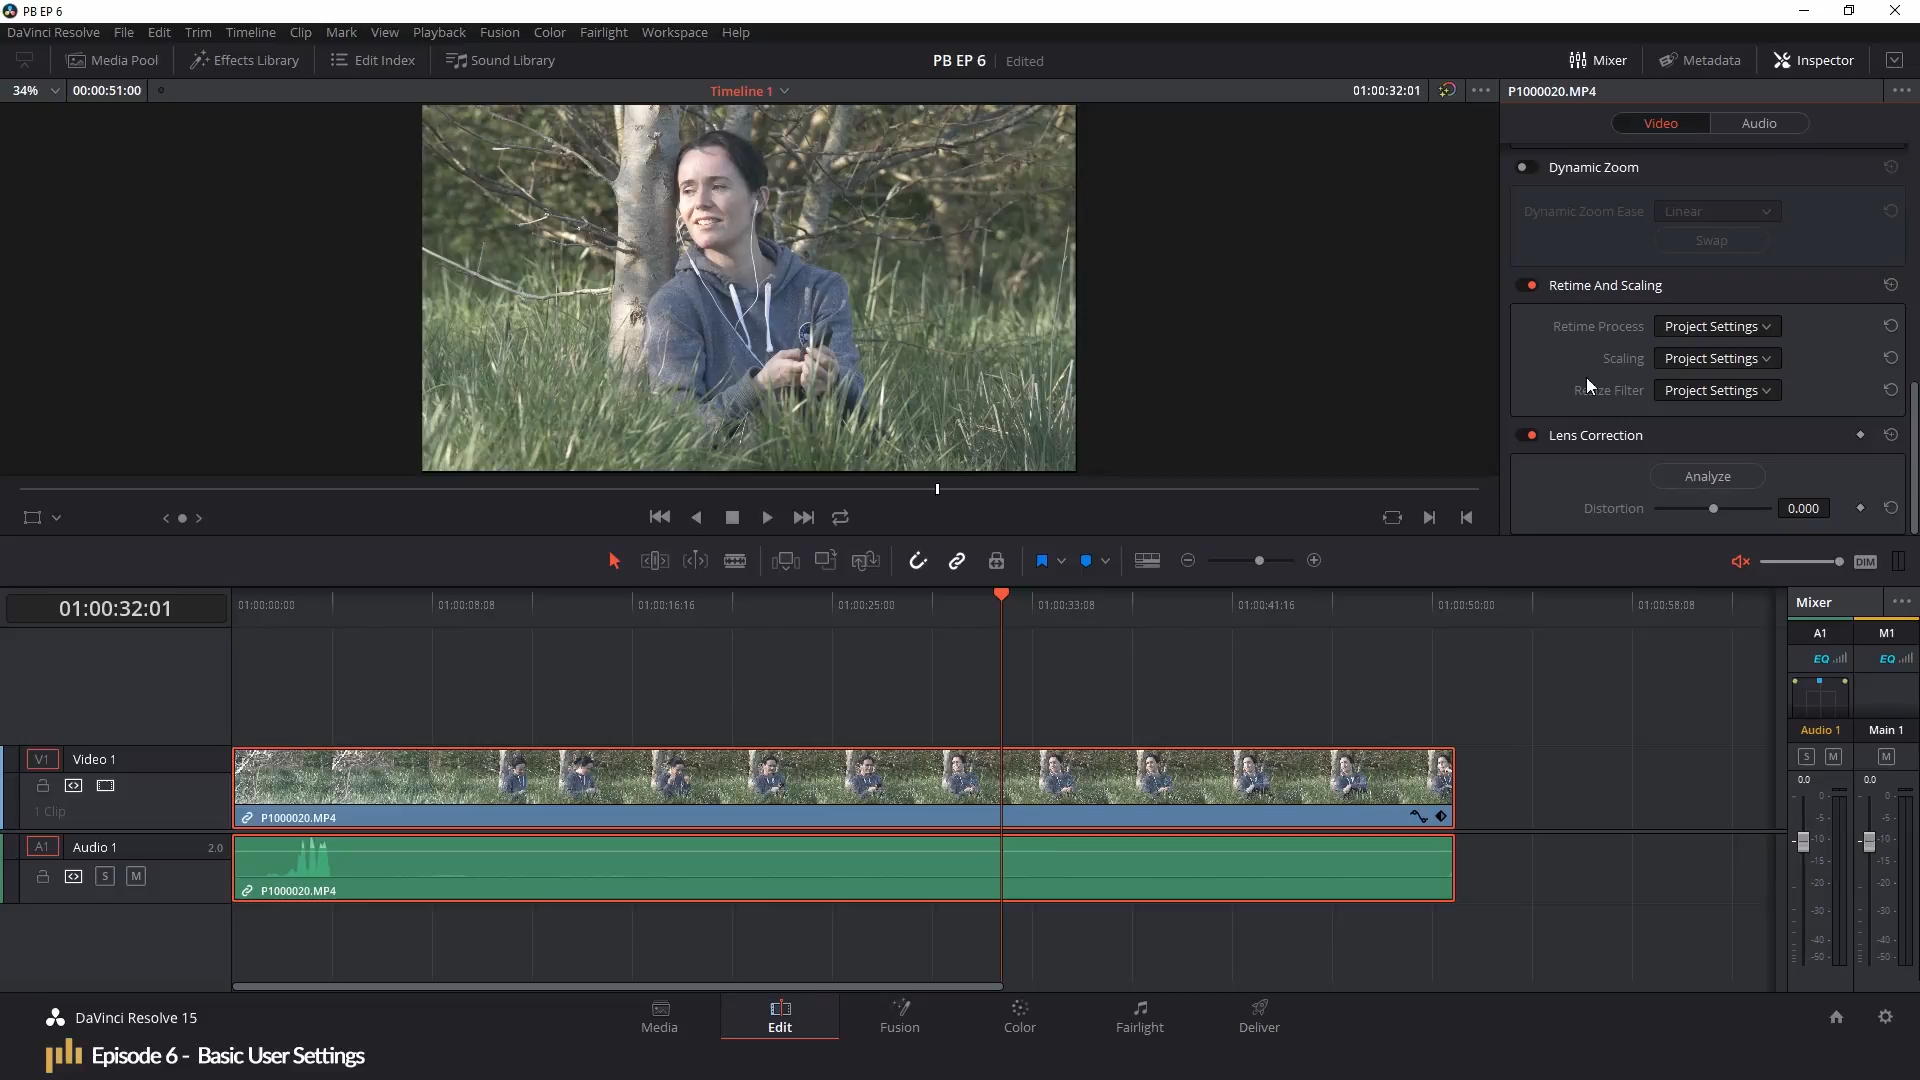 PB EP 6
DaVinci Resolve File Edit Trim Timeline Clip Mark View Playback Fusion Color Fairlight Workspace Help
Media Pool Effects Library Edit Index Sound Library PB EP 6 Edited Mixer Metadata Inspector
34% 00:00:51:00 Timeline 1 01:00:32:01 P1000020.MP4
Video Audio
Dynamic Zoom
Dynamic Zoom Ease Linear
Swap
Retime And Scaling
Retime Process Project Settings
Scaling Project Settings
Resize Filter Project Settings
Lens Correction
Analyze
Distortion 0.000
DIM
01:00:32:01 01:00:00:00 01:00:08:08 01:00:16:16 01:00:25:00 01:00:33:08 01:00:41:16 01:00:50:00 01:00:58:08 Mixer
A1 M1
EQ EQ
Audio 1 Main 1
V1 Video 1 S M M
1 Clip
P1000020.MP4
0.0 0.0
A1 Audio 1 2.0
S M
P1000020.MP4
0 0
-5 -5
-10 -10
-15 -15
-20 -20
-30 -30
-40 -40
-50 -50
DaVinci Resolve 15 Media Edit Fusion Color Fairlight Deliver
Episode 6 - Basic User Settings